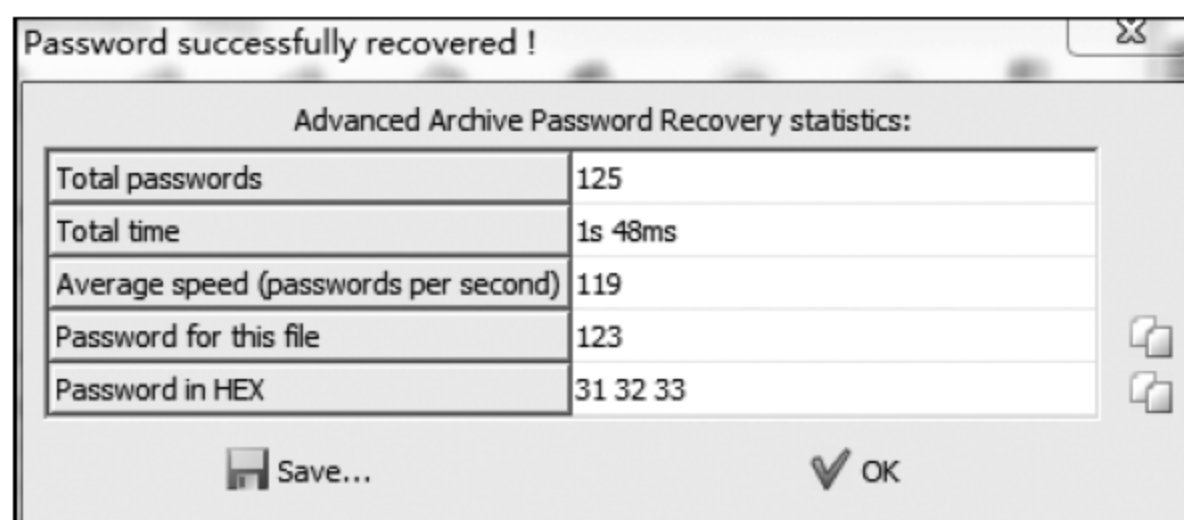 Password successfully recovered !
Advanced Archive Password Recovery statistics:
Total passwords 125
Total time 1s 48ms
Average speed (passwords per second) 119
Password for this file 123
Password in HEX 31 32 33
Save... OK